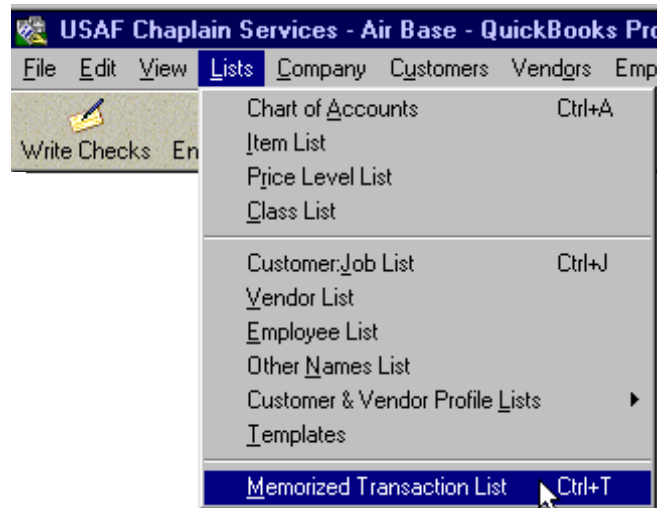 USAF Chaplain Services - Air Base - QuickBooks Pro
File Edit View Lists Company Customers Vendors Emp
Write Checks En
Chart of Accounts Ctrl+A
Item List
Price Level List
Class List
Customer:Job List Ctrl+J
Vendor List
Employee List
Other Names List
Customer & Vendor Profile Lists
Templates
Memorized Transaction List Ctrl+T